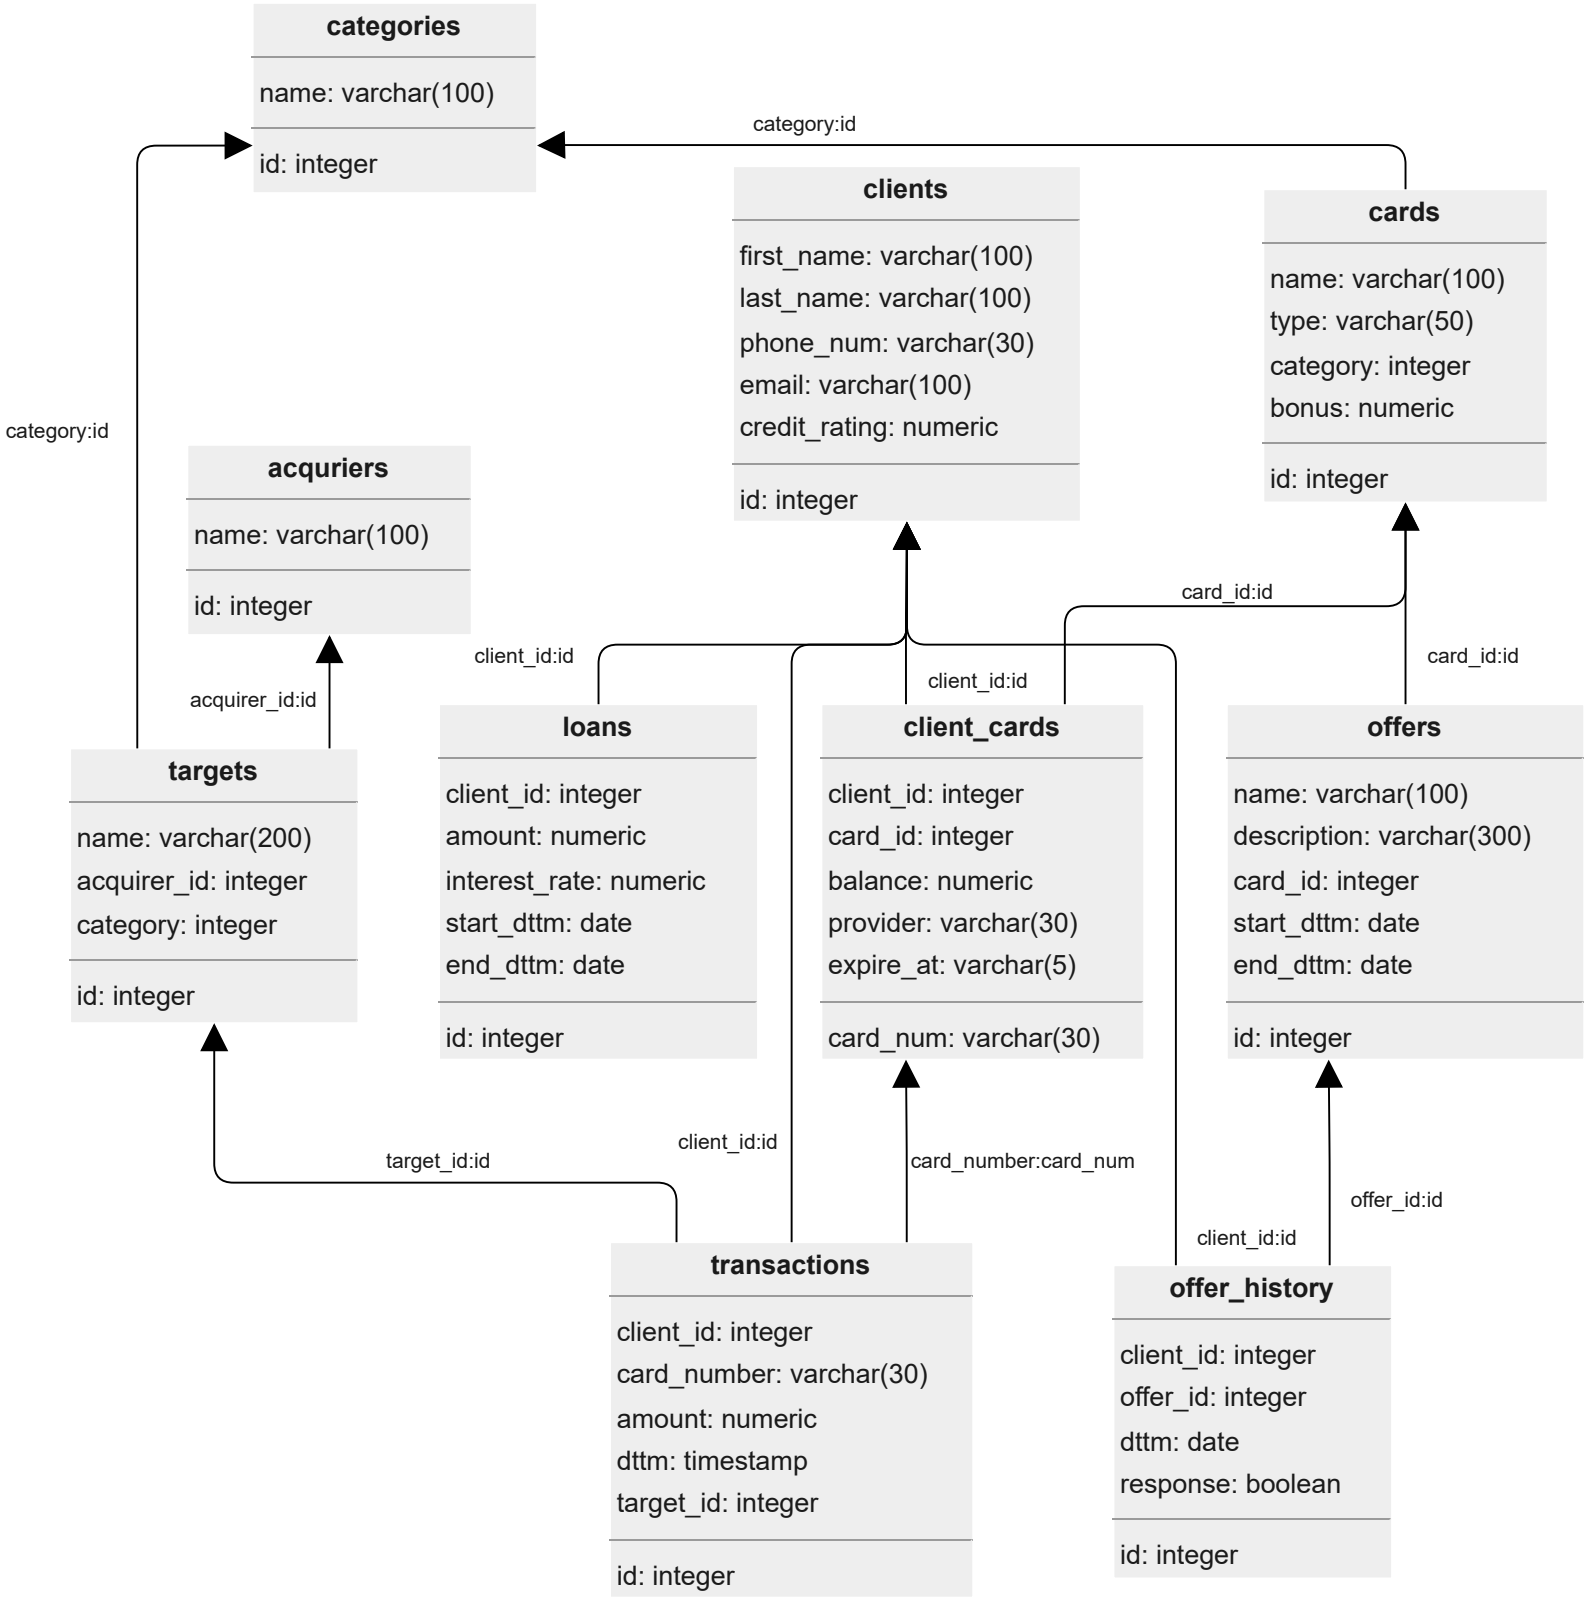 categories
name: varchar(100)
id: integer
category:id
clients
first_name: varchar(100)
last_name: varchar(100)
phone_num: varchar(30)
email: varchar(100)
credit_rating: numeric
id: integer
cards
name: varchar(100)
type: varchar(50)
category: integer
bonus: numeric
id: integer
category:id
acquriers
name: varchar(100)
id: integer
acquirer_id:id
client_id:id
client_id:id
card_id:id
card_id:id
targets
name: varchar(200)
acquirer_id: integer
category: integer
id: integer
loans
client_id: integer
amount: numeric
interest_rate: numeric
start_dttm: date
end_dttm: date
id: integer
client_cards
client_id: integer
card_id: integer
balance: numeric
provider: varchar(30)
expire_at: varchar(5)
card_num: varchar(30)
offers
name: varchar(100)
description: varchar(300)
card_id: integer
start_dttm: date
end_dttm: date
id: integer
target_id:id
client_id:id
card_number:card_num
client_id:id
offer_id:id
transactions
client_id: integer
card_number: varchar(30)
amount: numeric
dttm: timestamp
target_id: integer
id: integer
offer_history
client_id: integer
offer_id: integer
dttm: date
response: boolean
id: integer